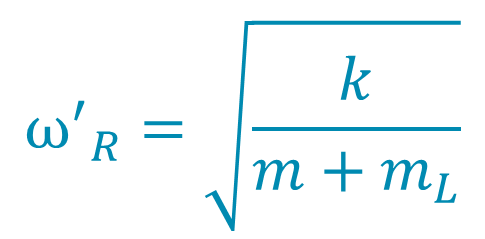 ω′_R = √(k / (m + m_L))